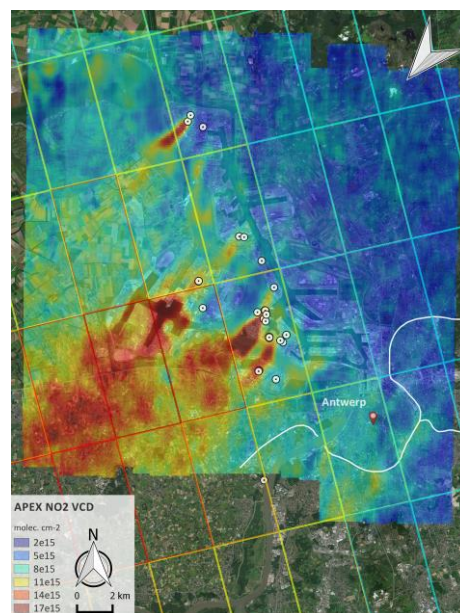 Antwerp
APEX NO2 VCD
molec. cm-2
2e15
5e15
8e15
11e15
14e15
17e15
N
0 2 km